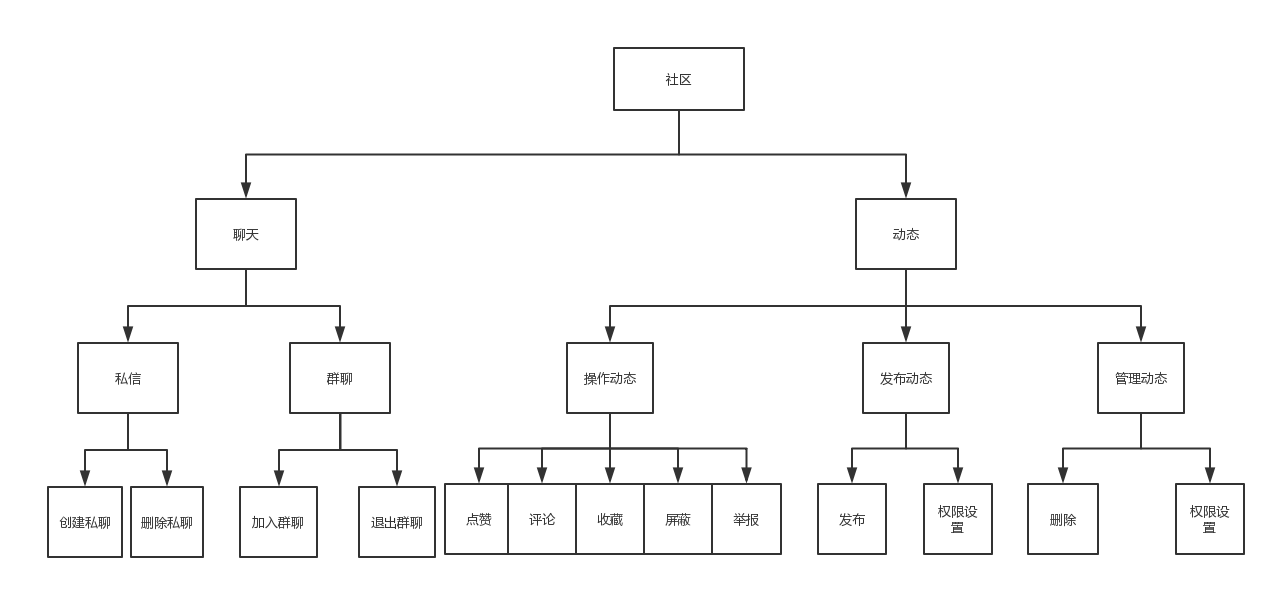 社区
聊天
动态
私信
群聊
操作动态
发布动态
管理动态
创建私聊
删除私聊
加入群聊
退出群聊
点赞
评论
收藏
屏蔽
举报
发布
权限设
置
删除
权限设
置